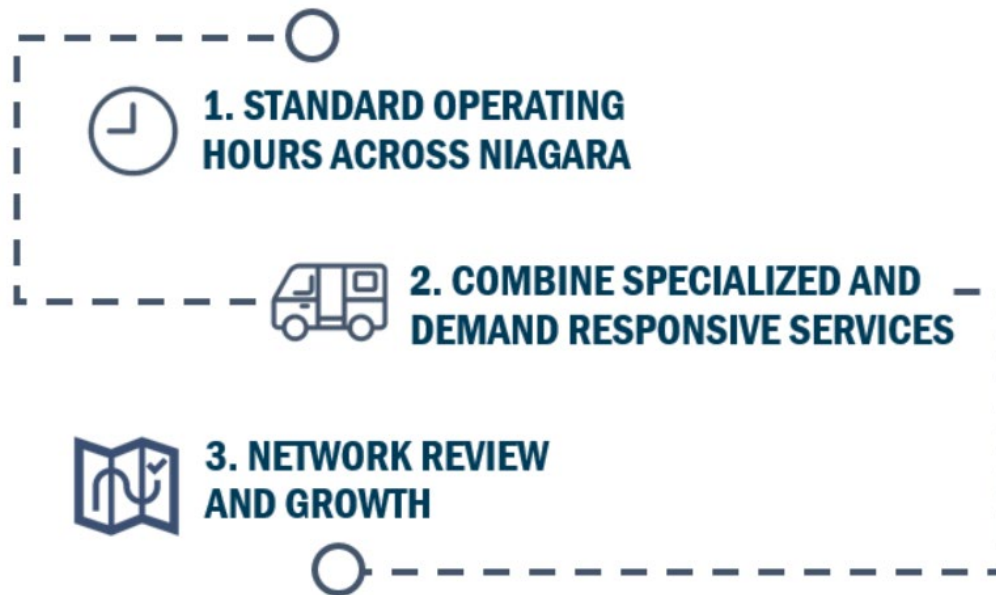 1. STANDARD OPERATING
HOURS ACROSS NIAGARA
2. COMBINE SPECIALIZED AND
DEMAND RESPONSIVE SERVICES
3. NETWORK REVIEW
AND GROWTH